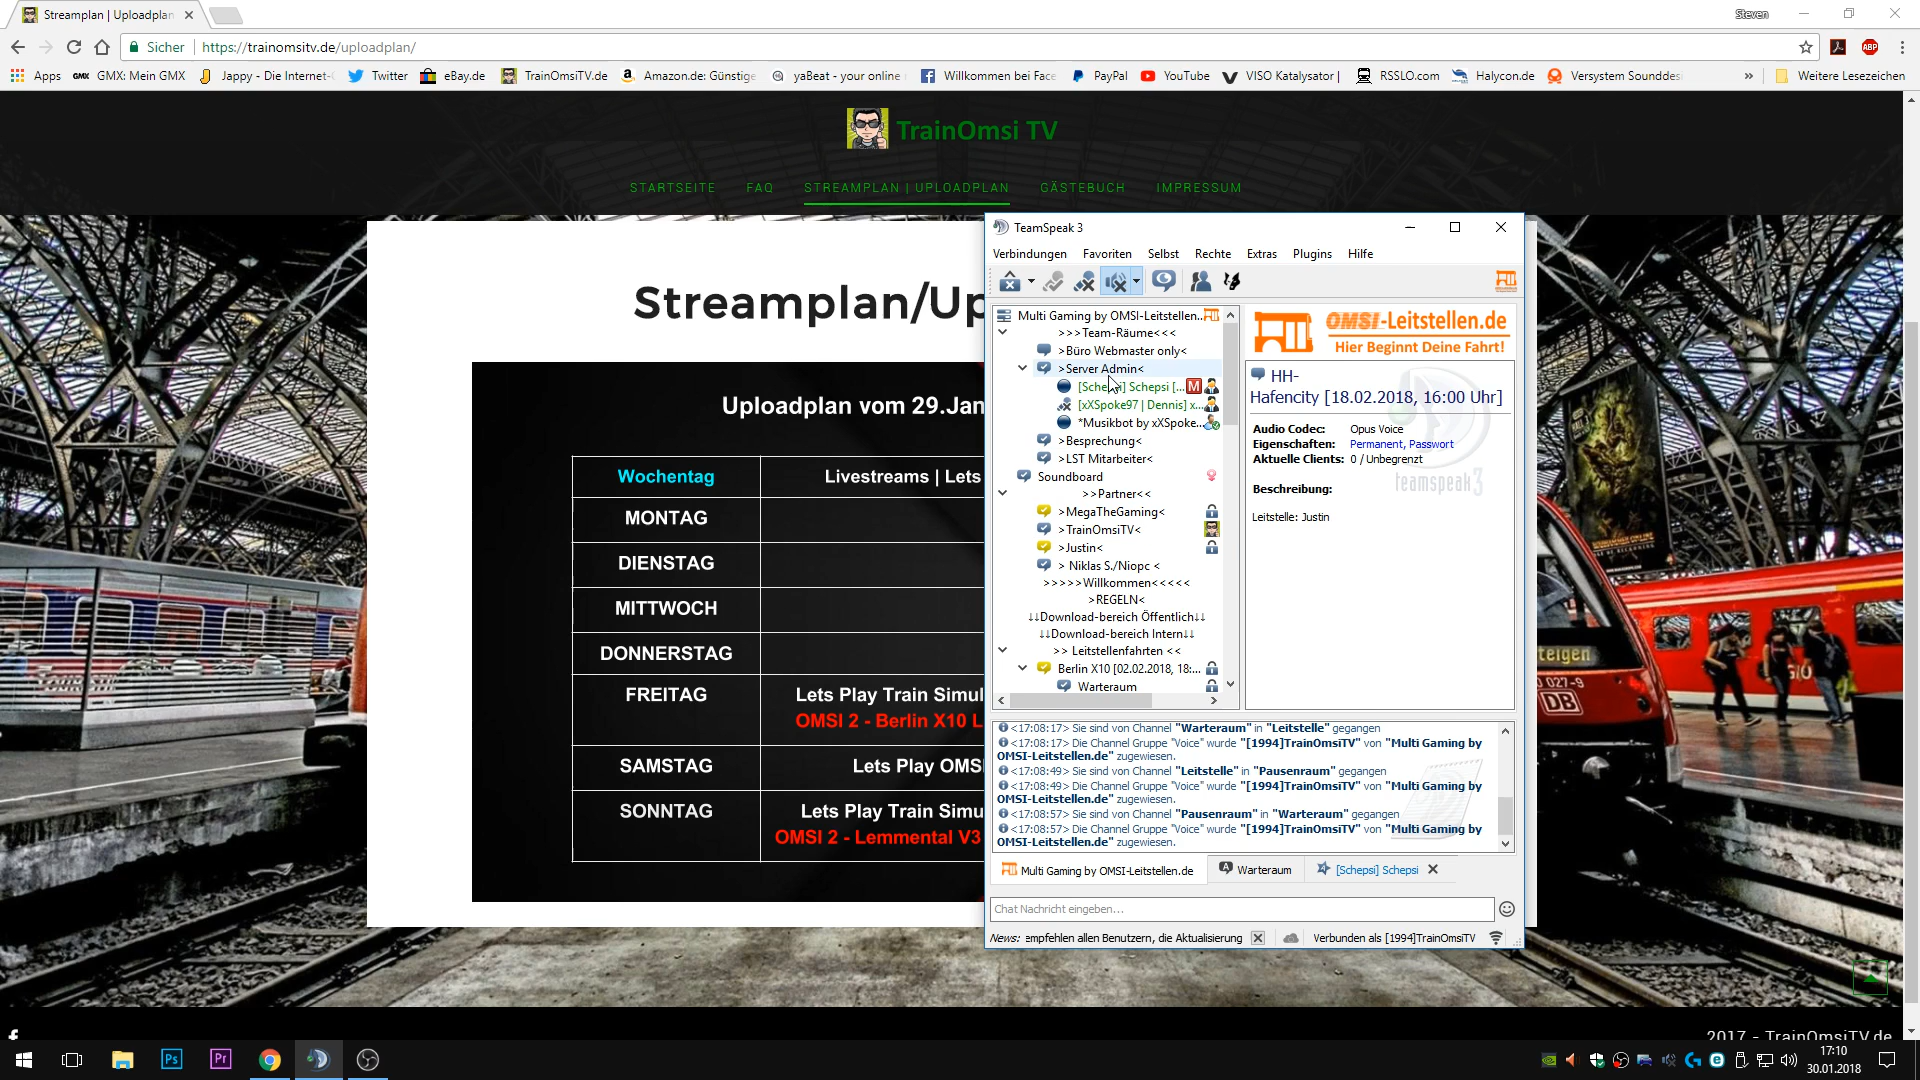 Streamplan | Uploadplan
Steven
Sicher
https://trainomsitv.de/uploadplan/
Apps
GMX: Mein GMX
Jappy - Die Internet-
Twitter
eBay.de
TrainOmsiTV.de
Amazon.de: Günstige
yaBeat - your online
Willkommen bei Face
PayPal
YouTube
VISO Katalysator |
RSSLO.com
Halycon.de
Versystem Sounddesi
»
Weitere Lesezeichen
TrainOmsi TV
STARTSEITE
FAQ
STREAMPLAN | UPLOADPLAN
GÄSTEBUCH
IMPRESSUM
Streamplan/Up
Uploadplan vom 29.Jan
Wochentag
Livestreams | Lets
MONTAG
DIENSTAG
MITTWOCH
DONNERSTAG
FREITAG
Lets Play Train Simul
OMSI 2 - Berlin X10 L
SAMSTAG
Lets Play OMSI
SONNTAG
Lets Play Train Simul
OMSI 2 - Lemmental V3
TeamSpeak 3
Verbindungen
Favoriten
Selbst
Rechte
Extras
Plugins
Hilfe
Multi Gaming by OMSI-Leitstellen..
>>>Team-Räume<<<
>Büro Webmaster only<
>Server Admin<
[Schepsi] Schepsi [...
M
[xXSpoke97 | Dennis] x...
*Musikbot by xXSpoke...
>Besprechung<
>LST Mitarbeiter<
Soundboard
>>Partner<<
>MegaTheGaming<
>TrainOmsiTV<
>Justin<
> Niklas S./Niopc <
>>>>>Willkommen<<<<<
>REGELN<
↓↓Download-bereich Öffentlich↓↓
↓↓Download-bereich Intern↓↓
>> Leitstellenfahrten <<
Berlin X10 [02.02.2018, 18:...
Warteraum
OMSI-Leitstellen.de
Hier Beginnt Deine Fahrt!
HH-
Hafencity [18.02.2018, 16:00 Uhr]
Audio Codec: Opus Voice
Eigenschaften: Permanent, Passwort
Aktuelle Clients: 0 / Unbegrenzt
teamspeak3
Beschreibung:
Leitstelle: Justin
<17:08:17> Sie sind von Channel "Warteraum" in "Leitstelle" gegangen
<17:08:17> Die Channel Gruppe "Voice" wurde "[1994]TrainOmsiTV" von "Multi Gaming by
OMSI-Leitstellen.de" zugewiesen.
<17:08:49> Sie sind von Channel "Leitstelle" in "Pausenraum" gegangen
<17:08:49> Die Channel Gruppe "Voice" wurde "[1994]TrainOmsiTV" von "Multi Gaming by
OMSI-Leitstellen.de" zugewiesen.
<17:08:57> Sie sind von Channel "Pausenraum" in "Warteraum" gegangen
<17:08:57> Die Channel Gruppe "Voice" wurde "[1994]TrainOmsiTV" von "Multi Gaming by
OMSI-Leitstellen.de" zugewiesen.
Multi Gaming by OMSI-Leitstellen.de
Warteraum
[Schepsi] Schepsi
Chat Nachricht eingeben...
News: empfehlen allen Benutzern, die Aktualisierung
Verbunden als [1994]TrainOmsiTV
teigen
027-9
DB
2017 - TrainOmsiTV.de
Ps
Pr
17:10
30.01.2018